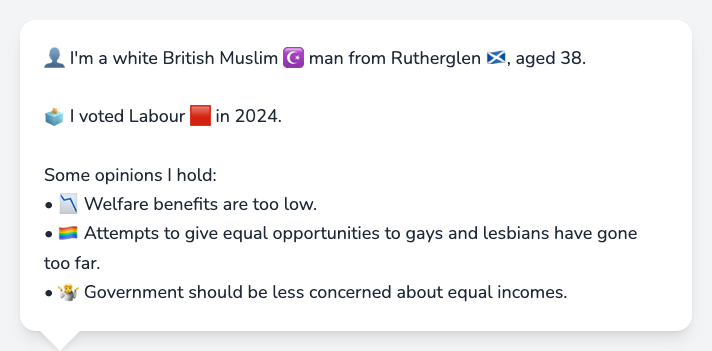 👤 I'm a white British Muslim ☪️ man from Rutherglen 🏴󠁧󠁢󠁳󠁣󠁴󠁿, aged 38.
🗳️ I voted Labour 🟥 in 2024.
Some opinions I hold:
• 📉 Welfare benefits are too low.
• 🏳️‍🌈 Attempts to give equal opportunities to gays and lesbians have gone
too far.
• 🤷 Government should be less concerned about equal incomes.